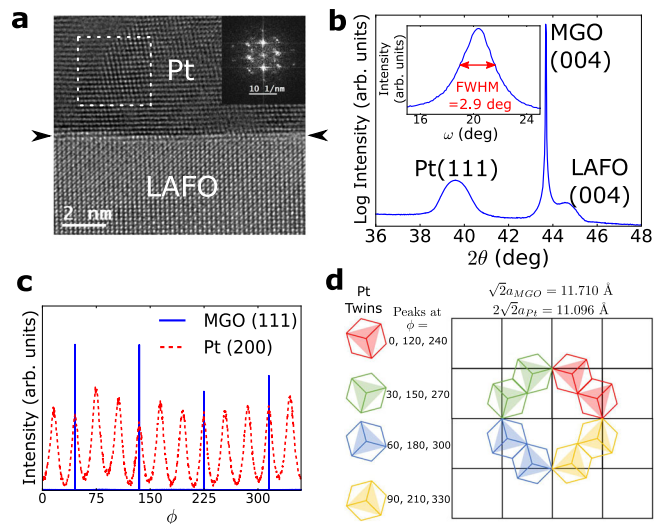 a
Pt
10 1/nm
LAFO
2 nm
b
Log Intensity (arb. units)
Intensity
(arb. units)
FWHM
=2.9 deg
16 20 24
ω (deg)
MGO
(004)
Pt(111)
LAFO
(004)
36 38 40 42 44 46 48
2θ (deg)
c
Intensity (arb. units)
MGO (111)
Pt (200)
0 75 150 225 300
ϕ
d
Pt
Twins
Peaks at
ϕ =
√2a_MGO = 11.710 Å
2√2a_Pt = 11.096 Å
0, 120, 240
30, 150, 270
60, 180, 300
90, 210, 330